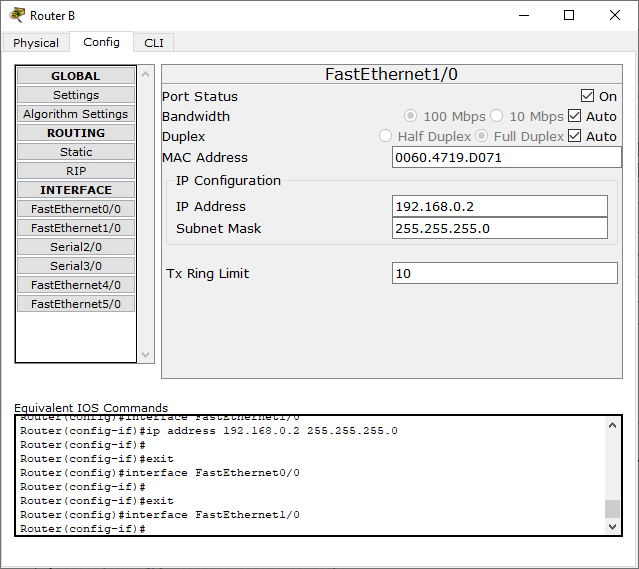 Router B
Physical Config CLI
GLOBAL
Settings
Algorithm Settings
ROUTING
Static
RIP
INTERFACE
FastEthernet0/0
FastEthernet1/0
Serial2/0
Serial3/0
FastEthernet4/0
FastEthernet5/0
FastEthernet1/0
Port Status On
Bandwidth 100 Mbps 10 Mbps Auto
Duplex Half Duplex Full Duplex Auto
MAC Address 0060.4719.D071
IP Configuration
IP Address 192.168.0.2
Subnet Mask 255.255.255.0
Tx Ring Limit 10
Equivalent IOS Commands
Router(config)#interface FastEthernet1/0
Router(config-if)#ip address 192.168.0.2 255.255.255.0
Router(config-if)#
Router(config-if)#exit
Router(config)#interface FastEthernet0/0
Router(config-if)#
Router(config-if)#exit
Router(config)#interface FastEthernet1/0
Router(config-if)#